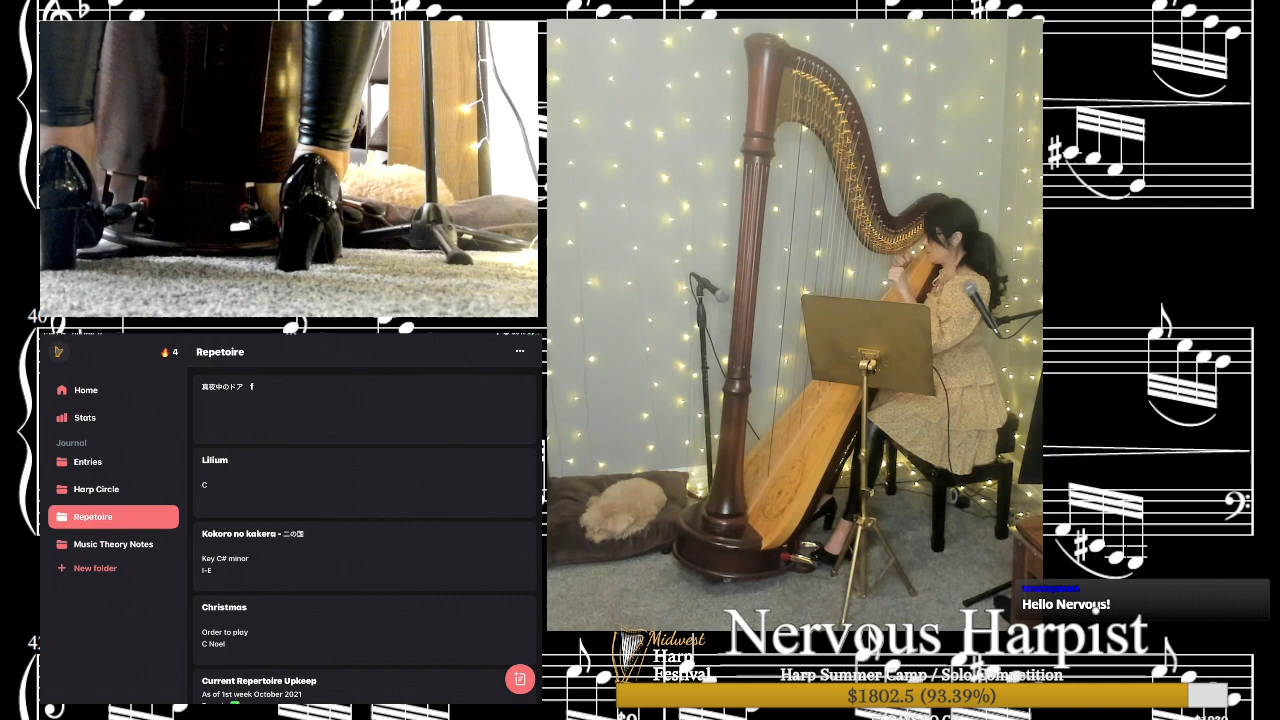 4
Repetoire
Home
Stats
Journal
Entries
Harp Circle
Repetoire
Music Theory Notes
New folder
真夜中のドア f
Lilium
C
Kokoro no kakera - 二の国
Key C# minor
I-E
Christmas
Order to play
C Noel
Current Repertoire Upkeep
As of 1st week October 2021
Hello Nervous!
Nervous Harpist
Midwest
Harp
Festival
Harp Summer Camp / Solo Competition
$1802.5 (93.39%)